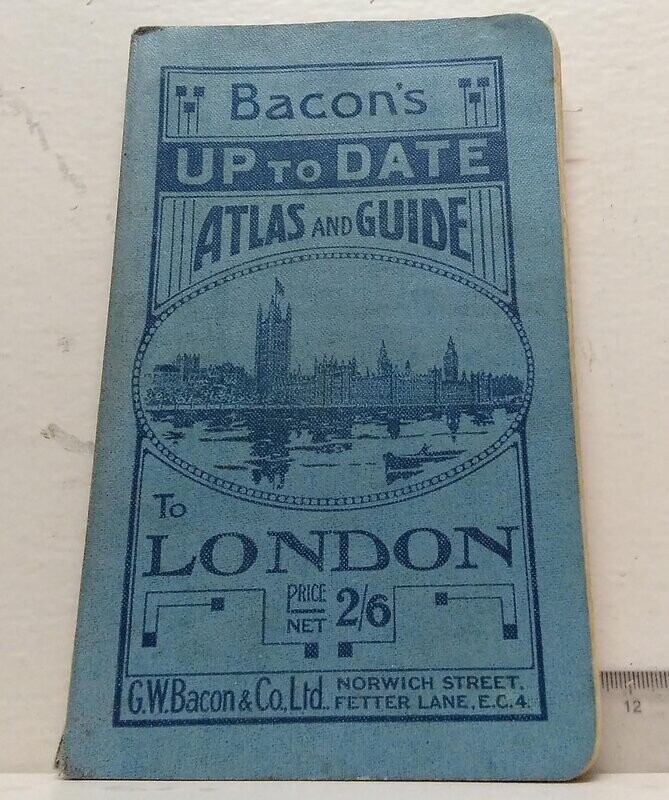 Bacon's
UP TO DATE
ATLAS AND GUIDE
To
LONDON
PRICE
NET
2/6
G.W. Bacon & Co., Ltd.
NORWICH STREET,
FETTER LANE, E.C.4.
12